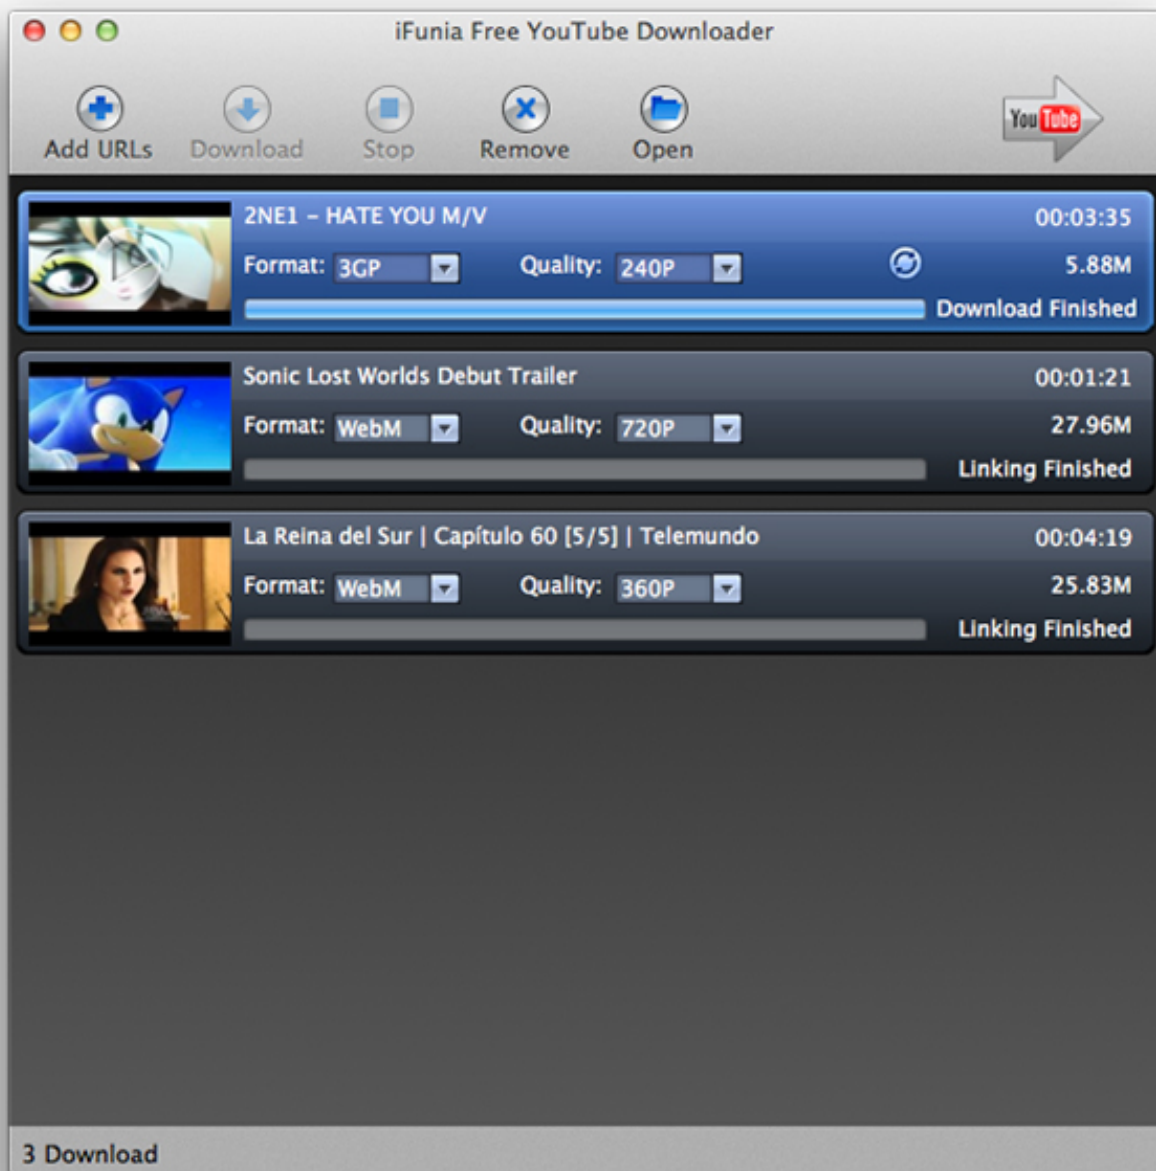 iFunia Free YouTube Downloader
Add URLs Download Stop Remove Open
You Tube
2NE1 – HATE YOU M/V 00:03:35
Format: 3GP Quality: 240P 5.88M
Download Finished
Sonic Lost Worlds Debut Trailer 00:01:21
Format: WebM Quality: 720P 27.96M
Linking Finished
La Reina del Sur | Capítulo 60 [5/5] | Telemundo 00:04:19
Format: WebM Quality: 360P 25.83M
Linking Finished
3 Download